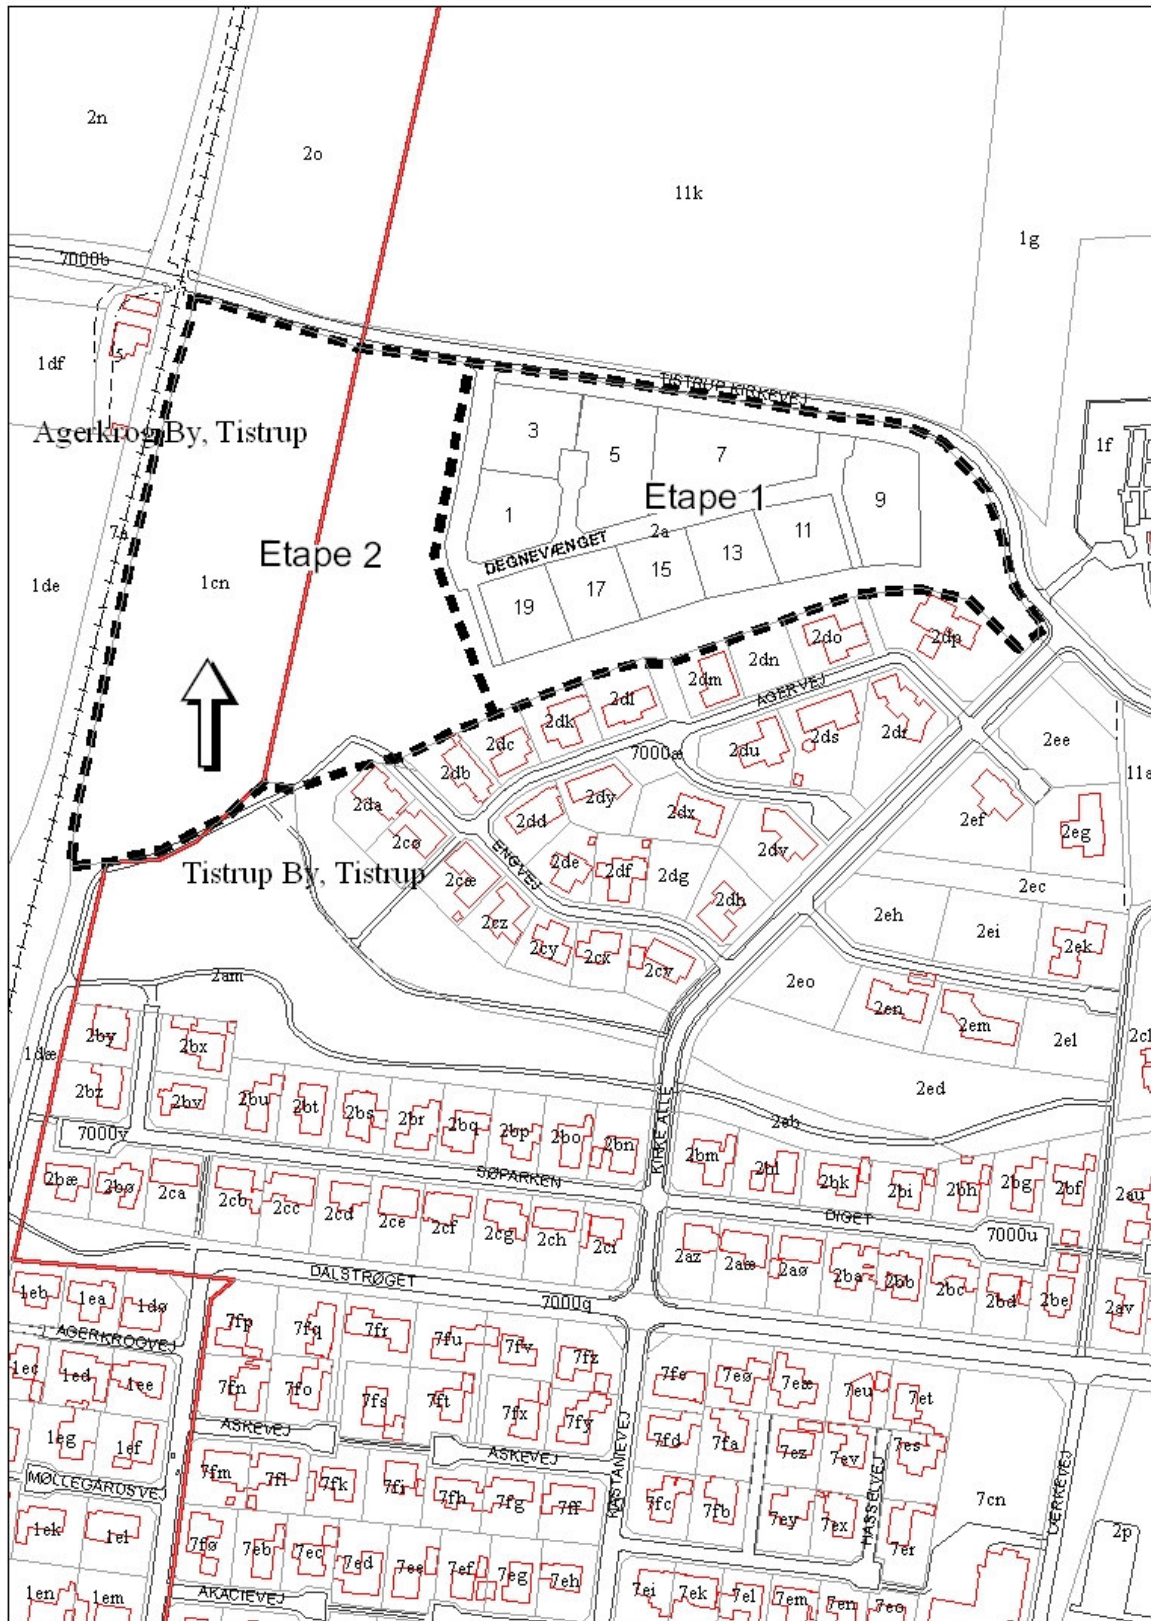 2n
2o
11k
1g
7000b
5
1df
TISTRUP KIRKEVEJ
1f
Agerkrog By, Tistrup
3
5
7
Etape 1
9
1
2a
11
DEGNEVÆNGET
13
15
17
19
7a
Etape 2
1cn
1de
2dp
2do
2dn
2dm
2dl
2dk
2dc
2db
AGERVEJ
2dr
2ds
2du
7000æ
2ee
11a
2da
2dy
2dx
2dd
2cø
2dv
2ef
2eg
ENGVEJ
2de
2df
2dg
2dh
Tistrup By, Tistrup
2cæ
2cz
2cy
2cx
2cv
2ec
2eh
2ei
2ek
2am
2eo
2en
2em
2el
2by
2bx
1dæ
2bz
2bv
2bu
2bt
2bs
2br
2bq
2bp
2bo
2bn
2ed
2ab
KIRKE ALLE
7000v
SØPARKEN
2bm
2bl
2bk
2bi
2bh
2bg
2bf
2au
2bæ
2bø
2ca
2cb
2cc
2cd
2ce
2cf
2cg
2ch
2ci
DIGET
7000u
2az
2aæ
2aø
2ba
2bb
2bc
2bd
2be
2av
DALSTRØGET
7000q
1eb
1ea
1dø
AGERKROGVEJ
7fp
7fq
7fr
7fu
7fv
7fz
1ec
1ed
1ee
7fn
7fo
7fs
7ft
7fx
7fy
7fe
7eø
7eæ
7eu
7et
1eg
1ef
ASKEVEJ
ASKEVEJ
KASTANIEVEJ
7fd
7fa
7ez
7ev
7es
MØLLEGÅRDSVEJ
7fm
7fl
7fk
7fi
7fh
7fg
7ff
7fc
7fb
7ey
7ex
HASSELVEJ
7er
7cn
LÆRKEVEJ
2p
1ek
1el
7fø
7eb
7ec
7ed
7ee
7ef
7eg
7eh
7ei
7ek
7el
7em
7en
7eo
1en
1em
AKACIEVEJ